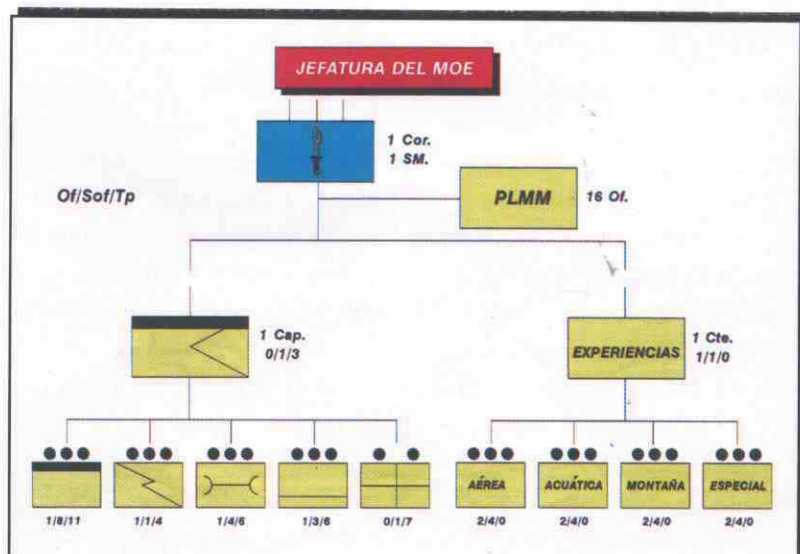 JEFATURA DEL MOE
1 Cor.
1 SM.
Of/Sof/Tp
PLMM
16 Of.
1 Cap.
0/1/3
EXPERIENCIAS
1 Cte.
1/1/0
AÉREA
ACUÁTICA
MONTAÑA
ESPECIAL
1/8/11
1/1/4
1/4/6
1/3/6
0/1/7
2/4/0
2/4/0
2/4/0
2/4/0